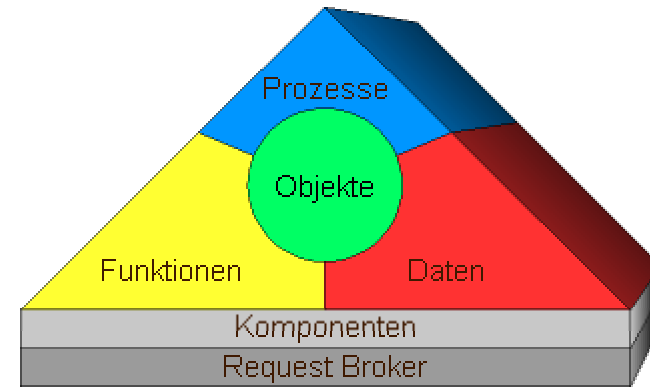 Prozesse
Objekte
Funktionen
Daten
Komponenten
Request Broker